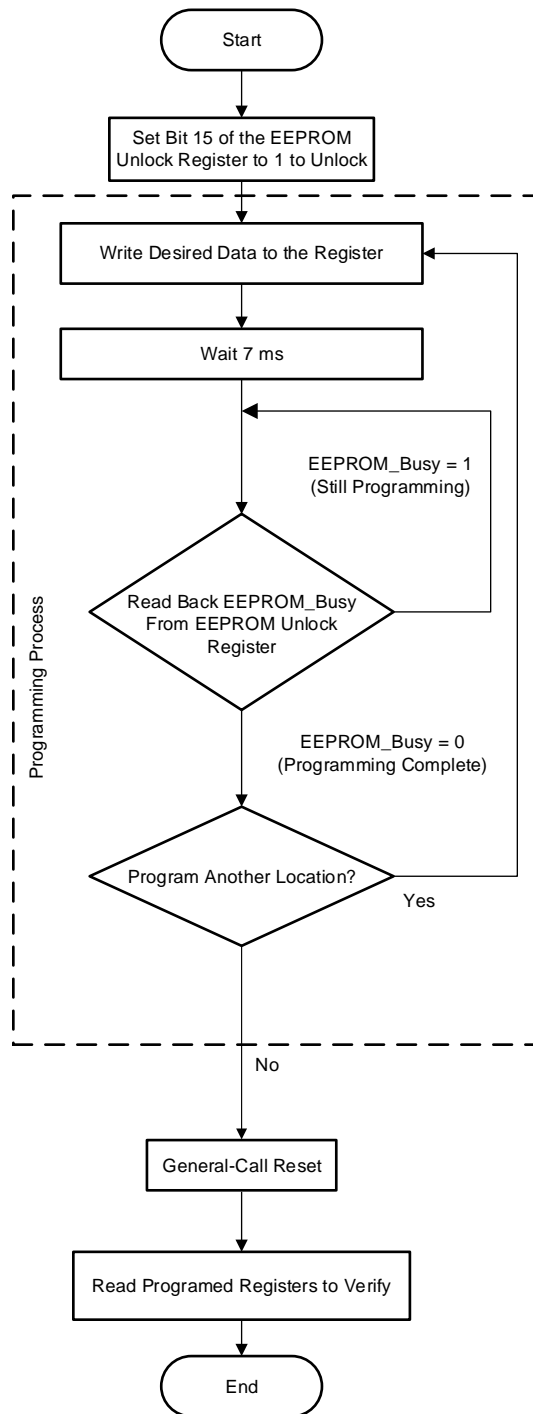 Start
Set Bit 15 of the EEPROM
Unlock Register to 1 to Unlock
Write Desired Data to the Register
Wait 7 ms
EEPROM_Busy = 1
(Still Programming)
Read Back EEPROM_Busy
From EEPROM Unlock
Register
Programming Process
EEPROM_Busy = 0
(Programming Complete)
Program Another Location?
Yes
No
General-Call Reset
Read Programed Registers to Verify
End